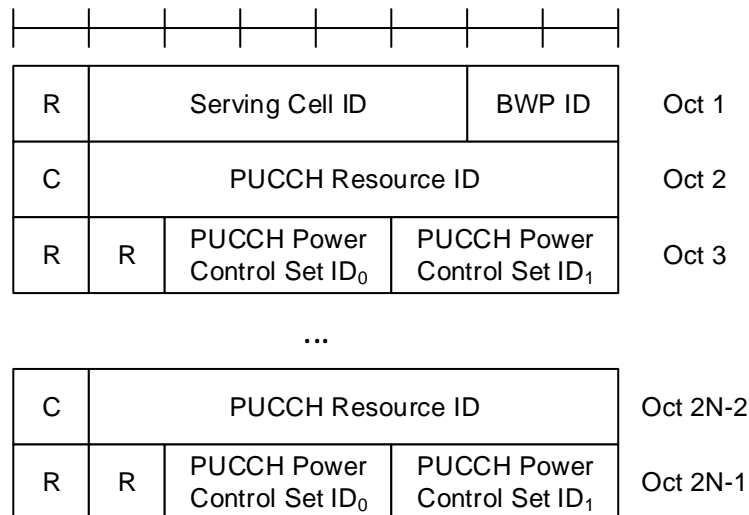 R Serving Cell ID BWP ID Oct 1
C PUCCH Resource ID Oct 2
R R PUCCH Power Control Set ID₀ PUCCH Power Control Set ID₁ Oct 3
...
C PUCCH Resource ID Oct 2N-2
R R PUCCH Power Control Set ID₀ PUCCH Power Control Set ID₁ Oct 2N-1